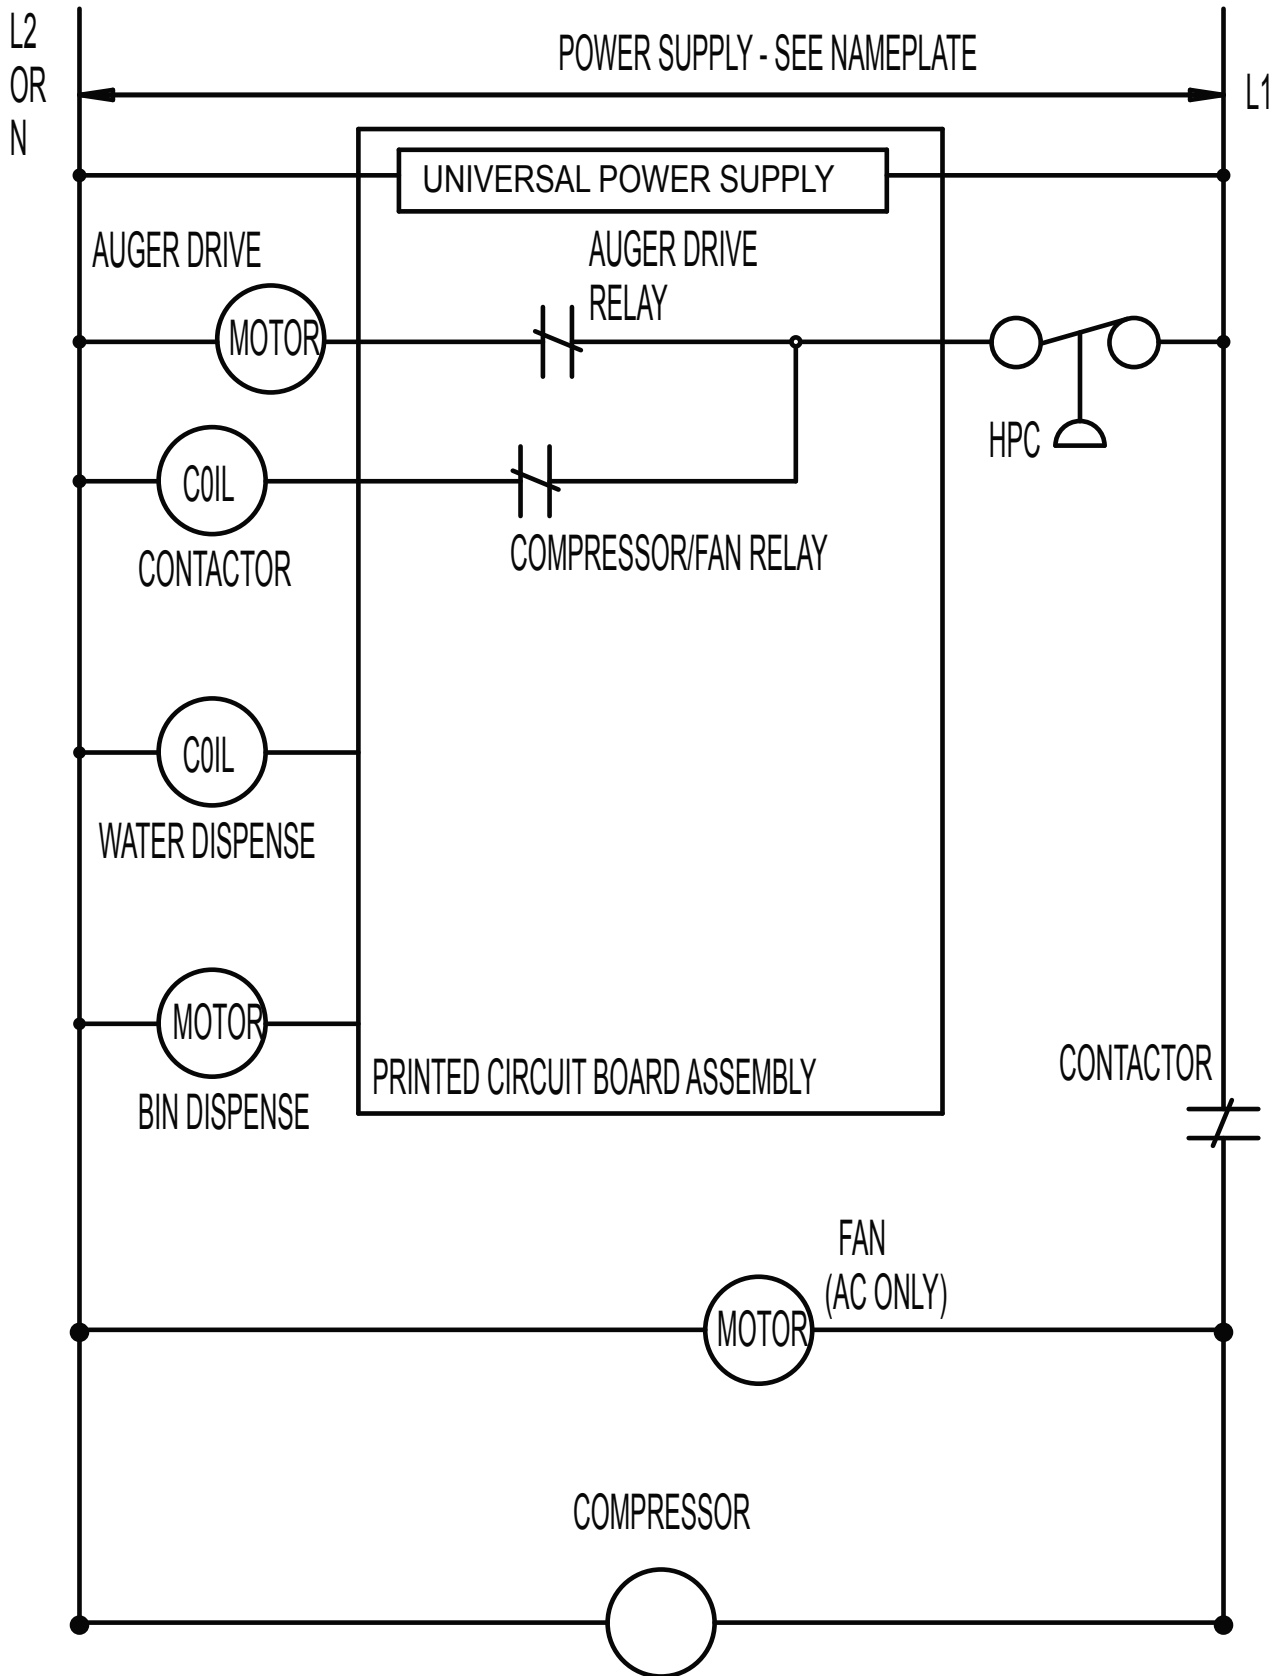 L2
OR
N
POWER SUPPLY - SEE NAMEPLATE
L1
UNIVERSAL POWER SUPPLY
AUGER DRIVE
MOTOR
AUGER DRIVE
RELAY
HPC
COIL
CONTACTOR
COMPRESSOR/FAN RELAY
COIL
WATER DISPENSE
MOTOR
BIN DISPENSE
PRINTED CIRCUIT BOARD ASSEMBLY
CONTACTOR
FAN
(AC ONLY)
MOTOR
COMPRESSOR